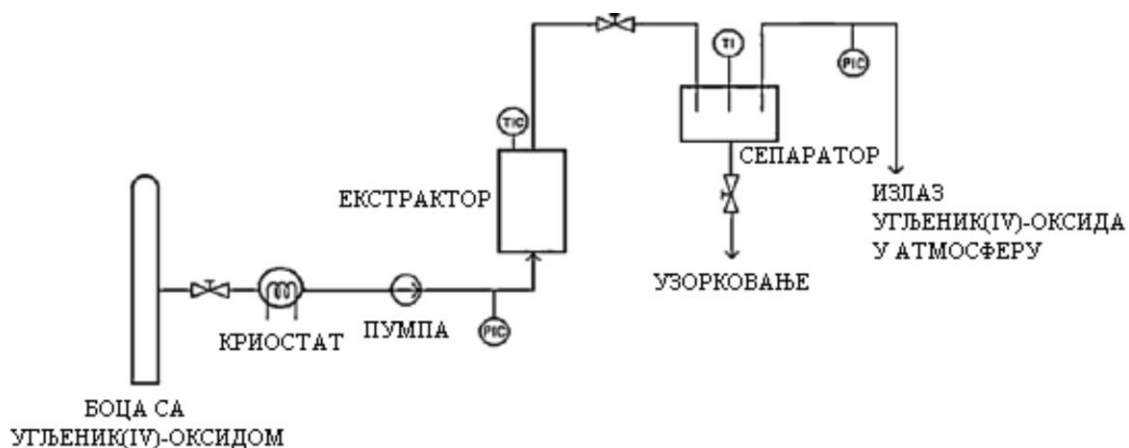 TI
PIC
TIC
СЕПАРАТОР
ЕКСТРАКТОР
ИЗЛАЗ
УГЉЕНИК(IV)-ОКСИДА
У АТМОСФЕРУ
УЗОРКОВАЊЕ
PIC
КРИОСТАТ
ПУМПА
БОЦА СА
УГЉЕНИК(IV)-ОКСИДОМ